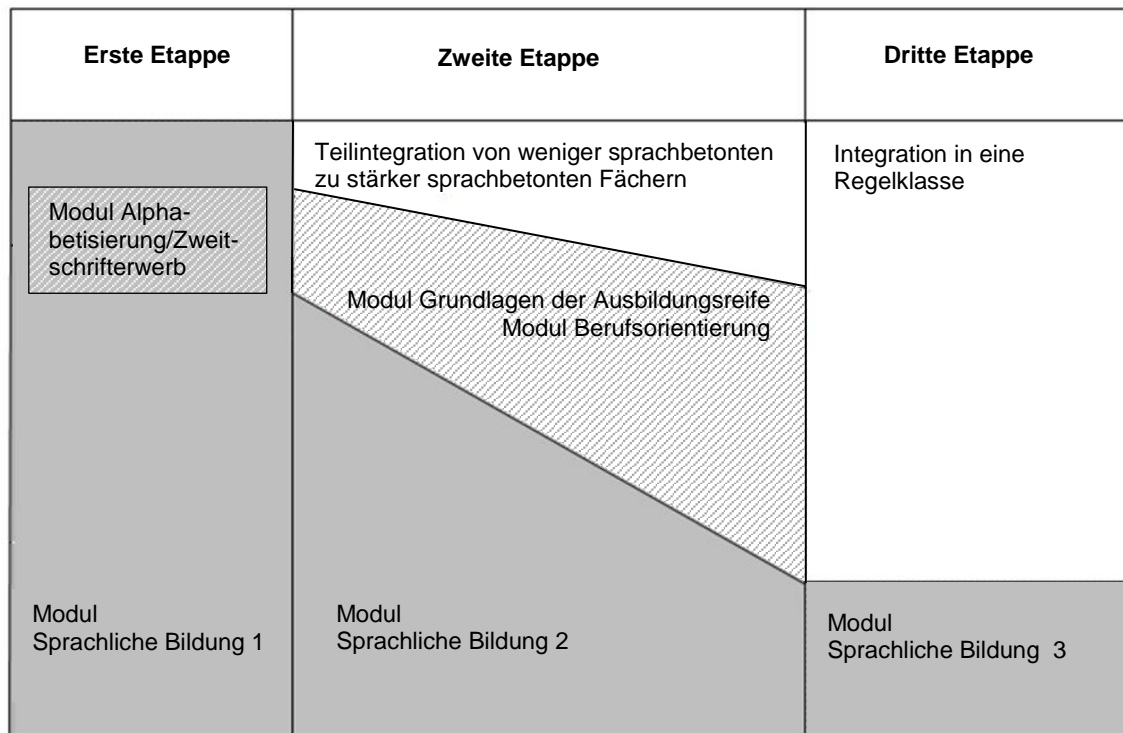 Erste Etappe
Zweite Etappe
Dritte Etappe
Modul Alpha-
betisierung/Zweit-
schrifterwerb
Modul
Sprachliche Bildung 1
Teilintegration von weniger sprachbetonten
zu stärker sprachbetonten Fächern
Modul Grundlagen der Ausbildungsreife
Modul Berufsorientierung
Modul
Sprachliche Bildung 2
Integration in eine
Regelklasse
Modul
Sprachliche Bildung  3